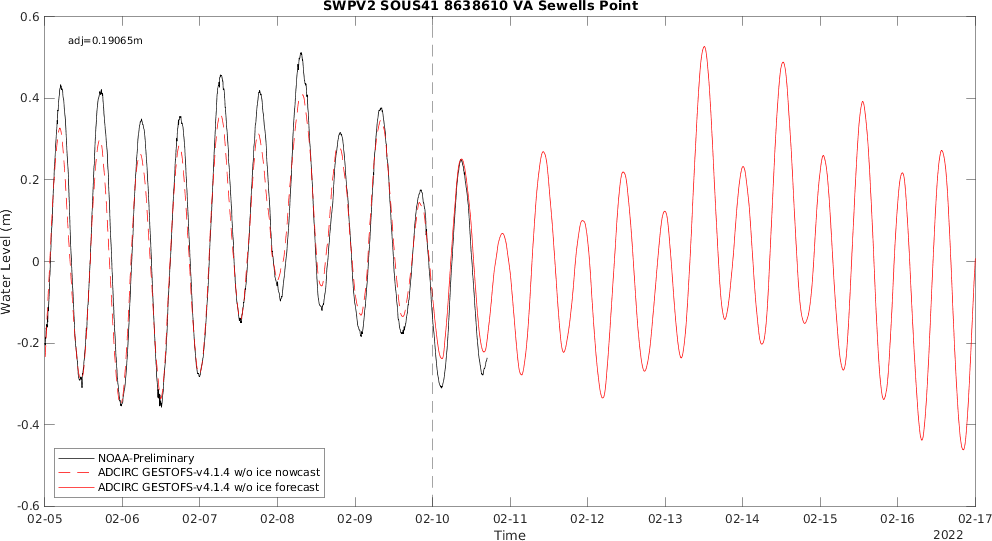 SWPV2 SOUS41 8638610 VA Sewells Point
adj=0.19065m
0.6
0.4
0.2
0
-0.2
-0.4
-0.6
Water Level (m)
NOAA-Preliminary
ADCIRC GESTOFS-v4.1.4 w/o ice nowcast
ADCIRC GESTOFS-v4.1.4 w/o ice forecast
02-05 02-06 02-07 02-08 02-09 02-10 02-11 02-12 02-13 02-14 02-15 02-16 02-17
Time
2022